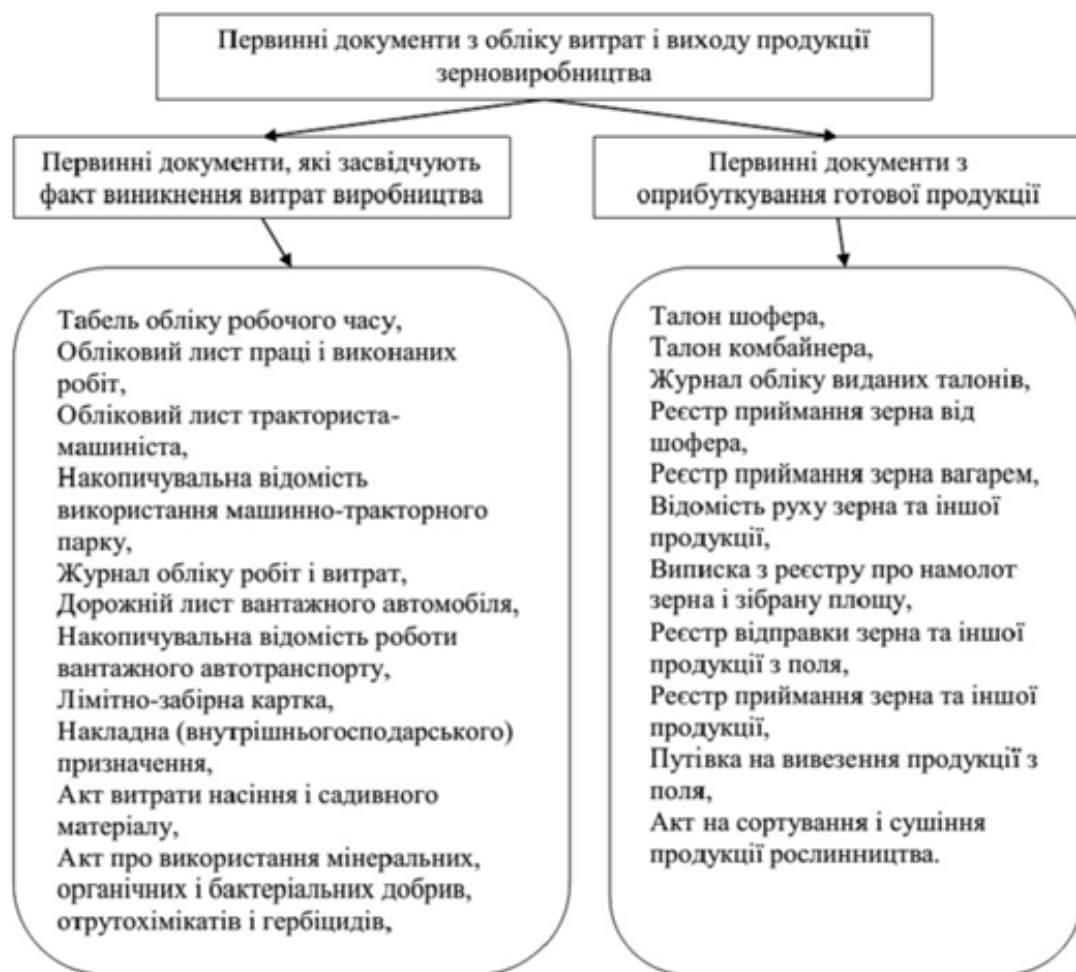 Первинні документи з обліку витрат і виходу продукції
зерновиробництва
Первинні документи, які засвідчують
факт виникнення витрат виробництва
Первинні документи з
оприбуткування готової продукції
Табель обліку робочого часу,
Обліковий лист праці і виконаних
робіт,
Обліковий лист тракториста-
машиніста,
Накопичувальна відомість
використання машинно-тракторного
парку,
Журнал обліку робіт і витрат,
Дорожній лист вантажного автомобіля,
Накопичувальна відомість роботи
вантажного автотранспорту,
Лімітно-забірна картка,
Накладна (внутрішньогосподарського)
призначення,
Акт витрати насіння і садивного
матеріалу,
Акт про використання мінеральних,
органічних і бактеріальних добрив,
отрутохімікатів і гербіцидів,
Талон шофера,
Талон комбайнера,
Журнал обліку виданих талонів,
Реєстр приймання зерна від
шофера,
Реєстр приймання зерна вагарем,
Відомість руху зерна та іншої
продукції,
Виписка з реєстру про намолот
зерна і зібрану площу,
Реєстр відправки зерна та іншої
продукції з поля,
Реєстр приймання зерна та іншої
продукції,
Путівка на вивезення продукції з
поля,
Акт на сортування і сушіння
продукції рослинництва.